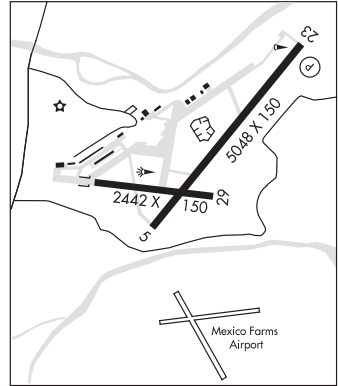 23
P
5048 X 150
2442 X 150
29
5
Mexico Farms
Airport